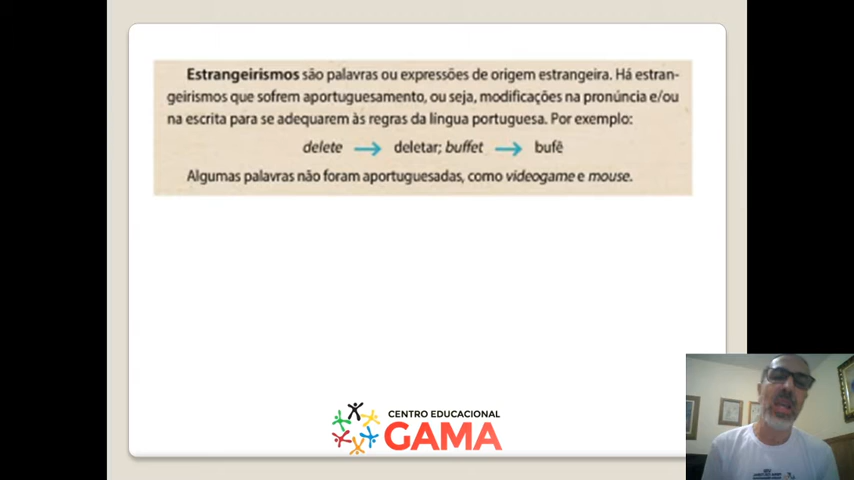 Estrangeirismos são palavras ou expressões de origem estrangeira. Há estran-
geirismos que sofrem aportuguesamento, ou seja, modificações na pronúncia e/ou
na escrita para se adequarem às regras da língua portuguesa. Por exemplo:
delete → deletar; buffet → bufê
Algumas palavras não foram aportuguesadas, como videogame e mouse.
CENTRO EDUCACIONAL
GAMA